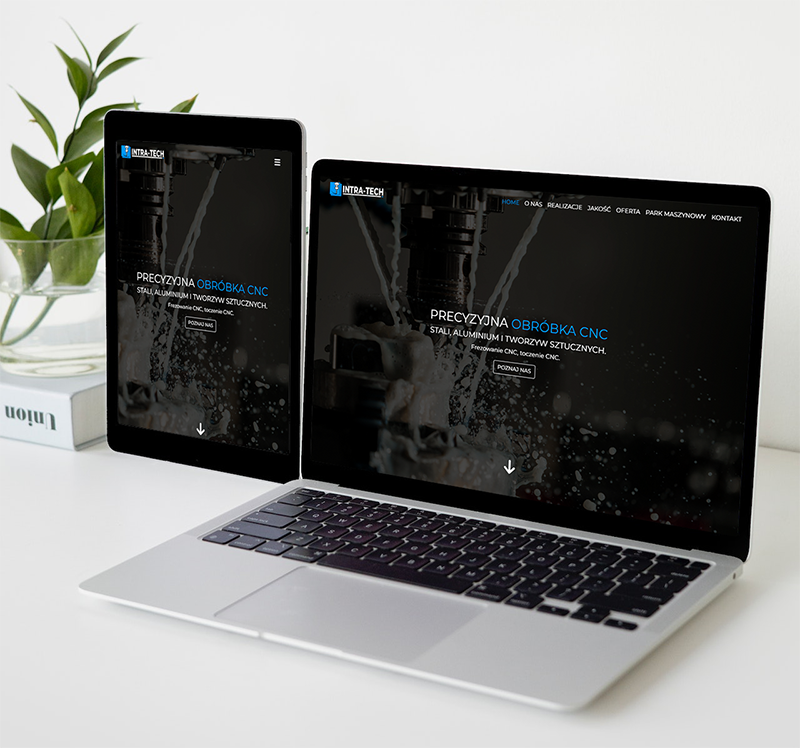 INTRA-TECH
☰
PRECYZYJNA OBRÓBKA CNC
STALI, ALUMINIUM I TWORZYW SZTUCZNYCH.
Frezowanie CNC, toczenie CNC.
POZNAJ NAS
INTRA-TECH
HOME O NAS REALIZACJE JAKOŚĆ OFERTA PARK MASZYNOWY KONTAKT
PRECYZYJNA OBRÓBKA CNC
STALI, ALUMINIUM I TWORZYW SZTUCZNYCH.
Frezowanie CNC, toczenie CNC.
POZNAJ NAS
Union